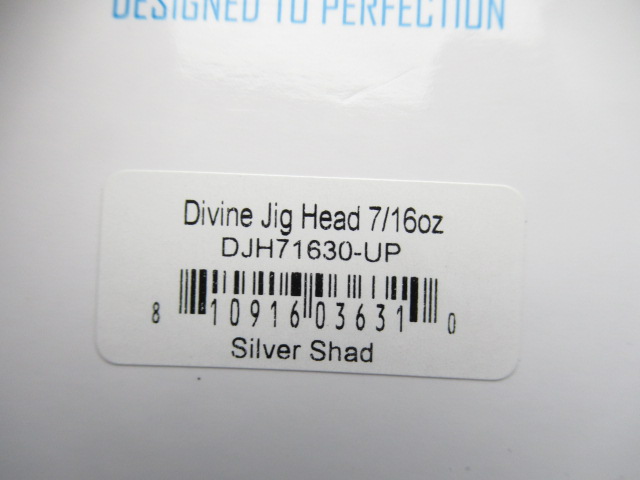 DESIGNED TO PERFECTION
Divine Jig Head 7/16oz
DJH71630-UP
8 10916 03631 0
Silver Shad